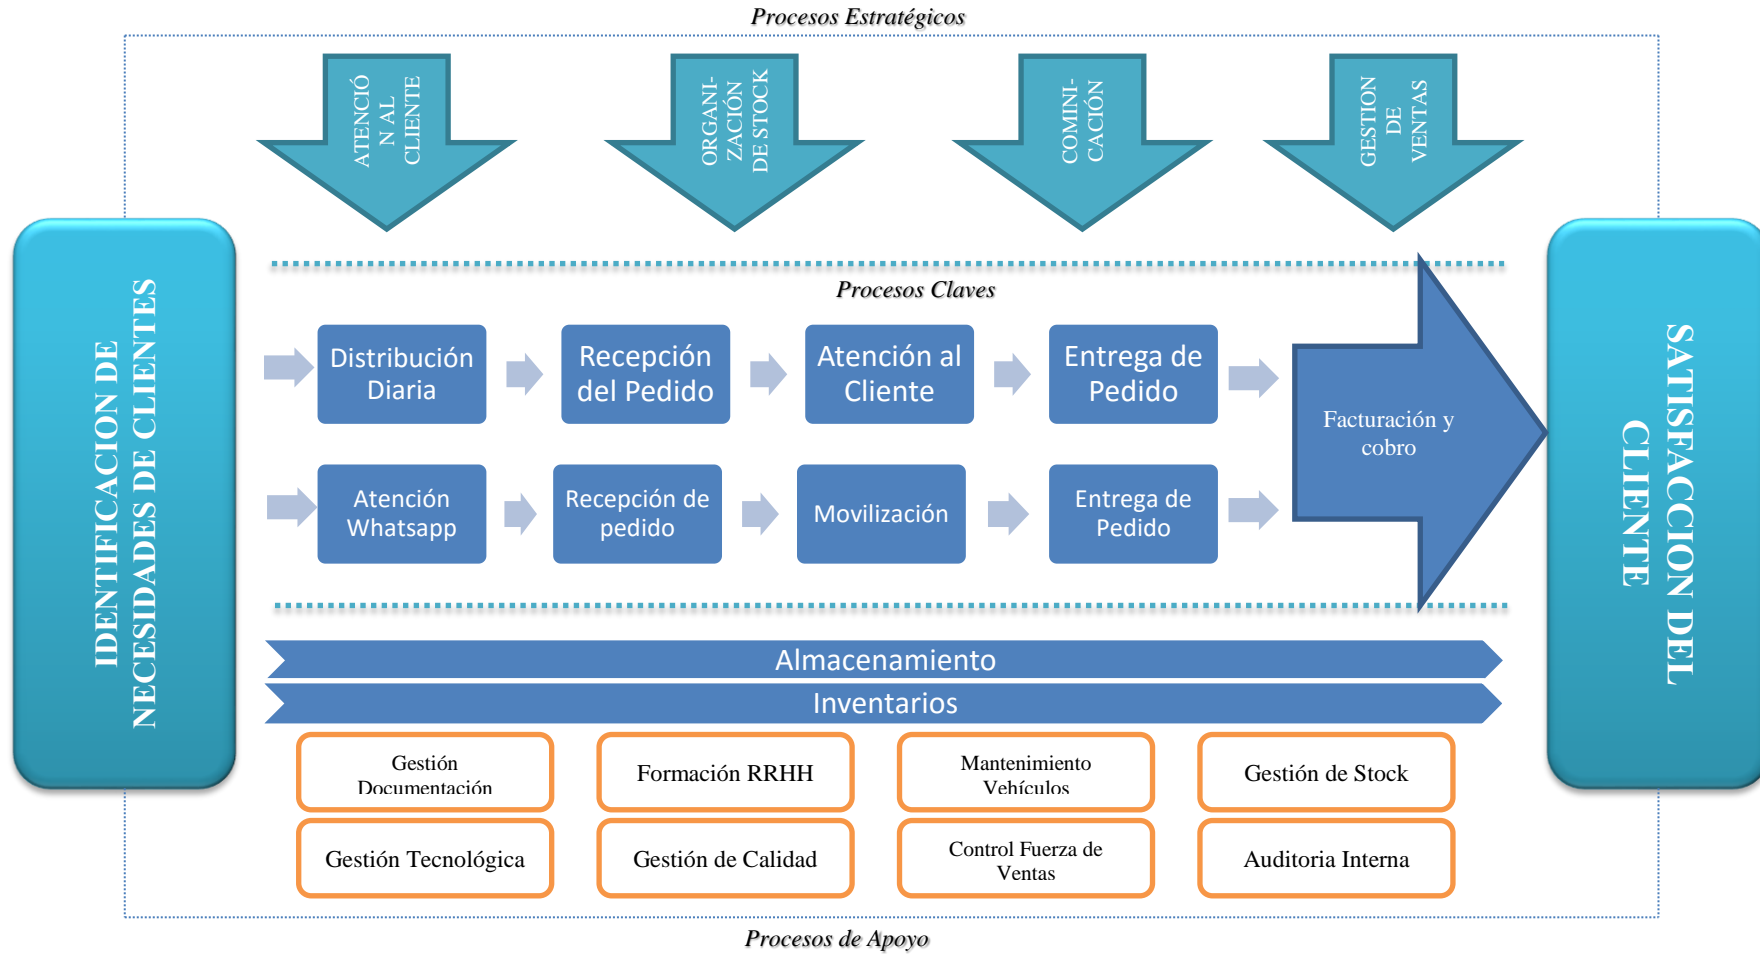 Procesos Estratégicos
ATENCIÓ
N AL
CLIENTE
ORGANI-
ZACIÓN
DE STOCK
COMINI-
CACIÓN
GESTION
DE
VENTAS
IDENTIFICACION DE
NECESIDADES DE CLIENTES
Procesos Claves
Distribución
Diaria
Recepción
del Pedido
Atención al
Cliente
Entrega de
Pedido
Facturación y
cobro
Atención
Whatsapp
Recepción de
pedido
Movilización
Entrega de
Pedido
SATISFACCION DEL
CLIENTE
Almacenamiento
Inventarios
Gestión
Documentación
Formación RRHH
Mantenimiento
Vehículos
Gestión de Stock
Gestión Tecnológica
Gestión de Calidad
Control Fuerza de
Ventas
Auditoria Interna
Procesos de Apoyo